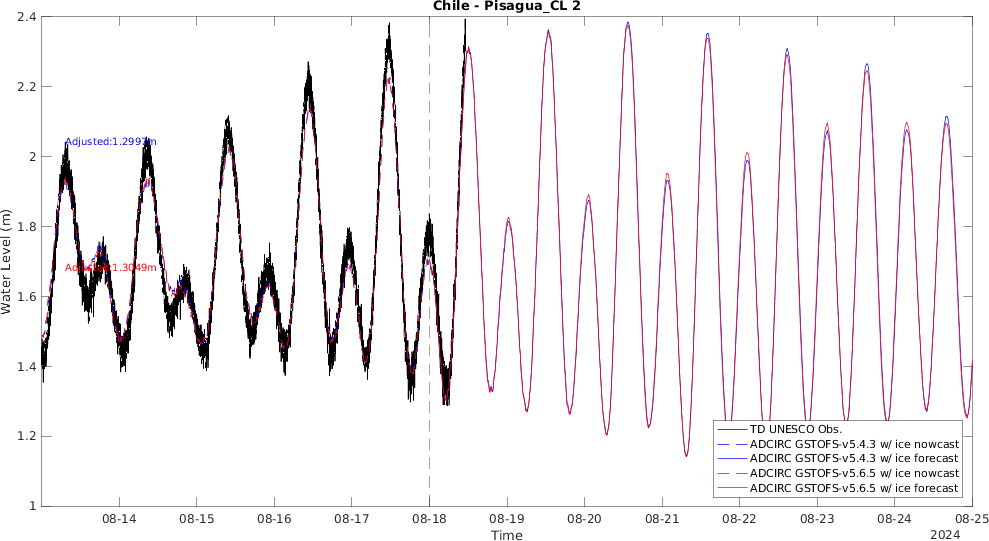 Chile - Pisagua_CL 2
2.4
2.2
2
1.8
1.6
1.4
1.2
1
Water Level (m)
Adjusted:1.2997m
Adjusted:1.3049m
TD UNESCO Obs.
ADCIRC GSTOFS-v5.4.3 w/ ice nowcast
ADCIRC GSTOFS-v5.4.3 w/ ice forecast
ADCIRC GSTOFS-v5.6.5 w/ ice nowcast
ADCIRC GSTOFS-v5.6.5 w/ ice forecast
08-14 08-15 08-16 08-17 08-18 08-19 08-20 08-21 08-22 08-23 08-24 08-25
Time
2024